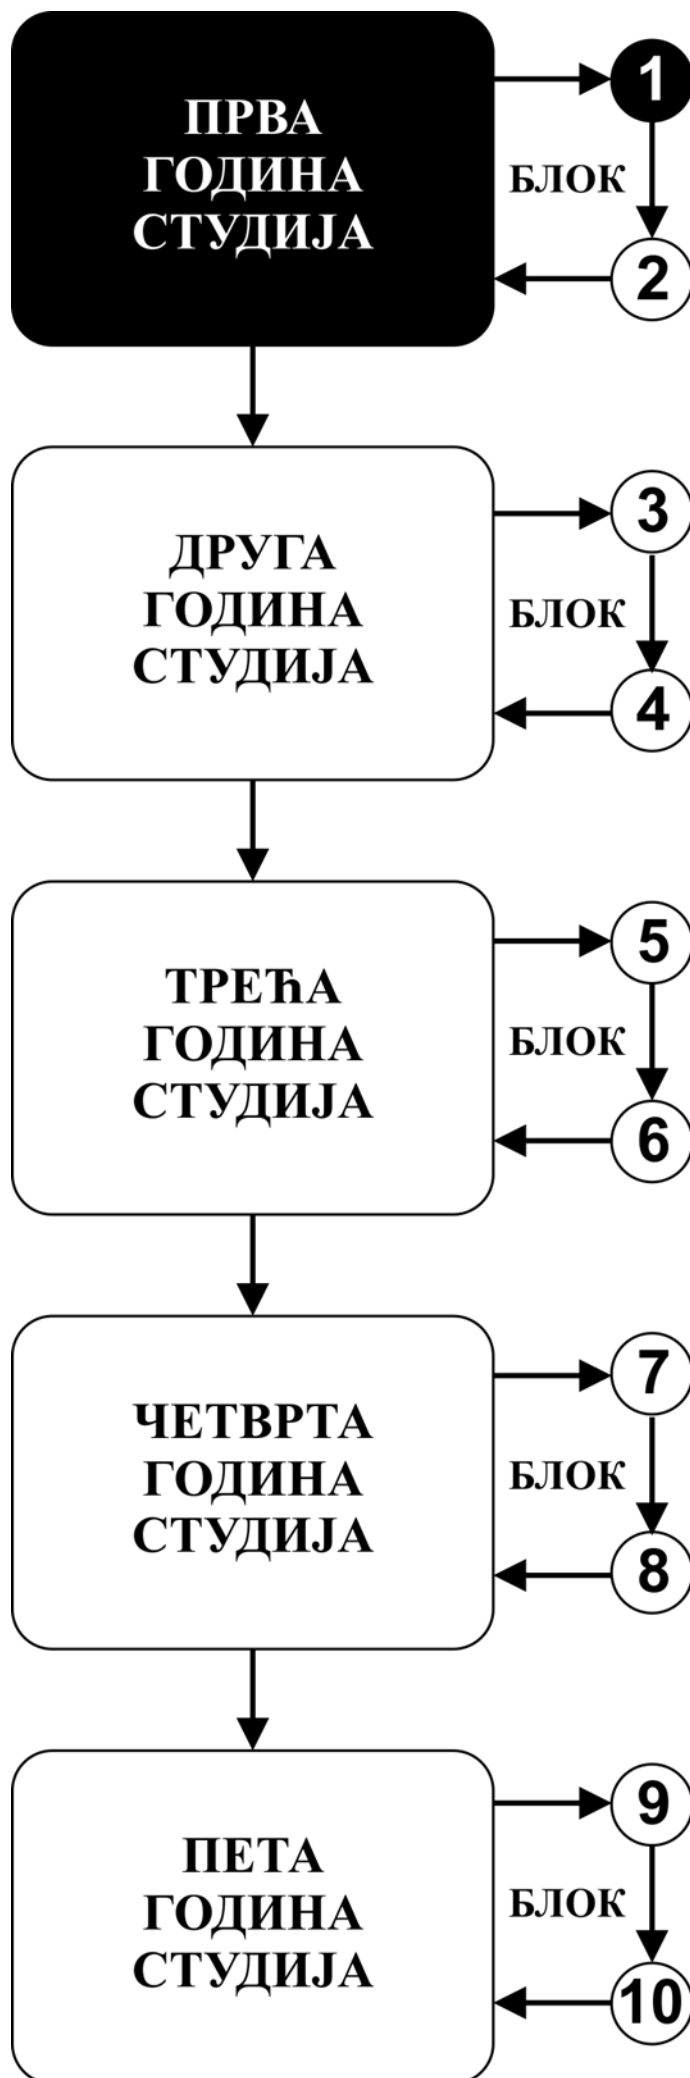 ПРВА
ГОДИНА
СТУДИЈА
1
БЛОК
2
ДРУГА
ГОДИНА
СТУДИЈА
3
БЛОК
4
ТРЕЋА
ГОДИНА
СТУДИЈА
5
БЛОК
6
ЧЕТВРТА
ГОДИНА
СТУДИЈА
7
БЛОК
8
ПЕТА
ГОДИНА
СТУДИЈА
9
БЛОК
10